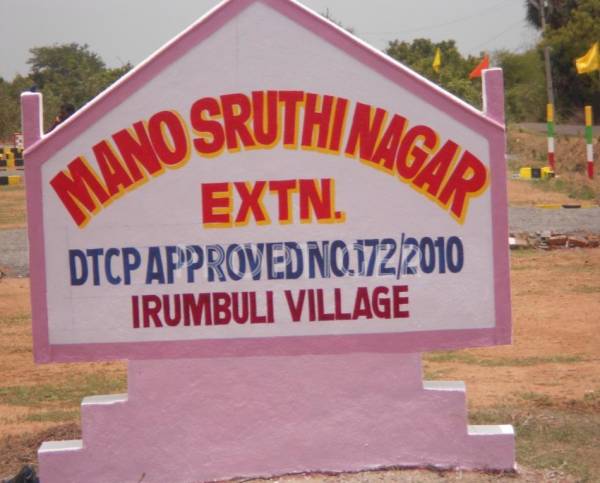 MANO SRUTHI NAGAR
EXTN.
DTCP APPROVED NO.172/2010
IRUMBULI VILLAGE